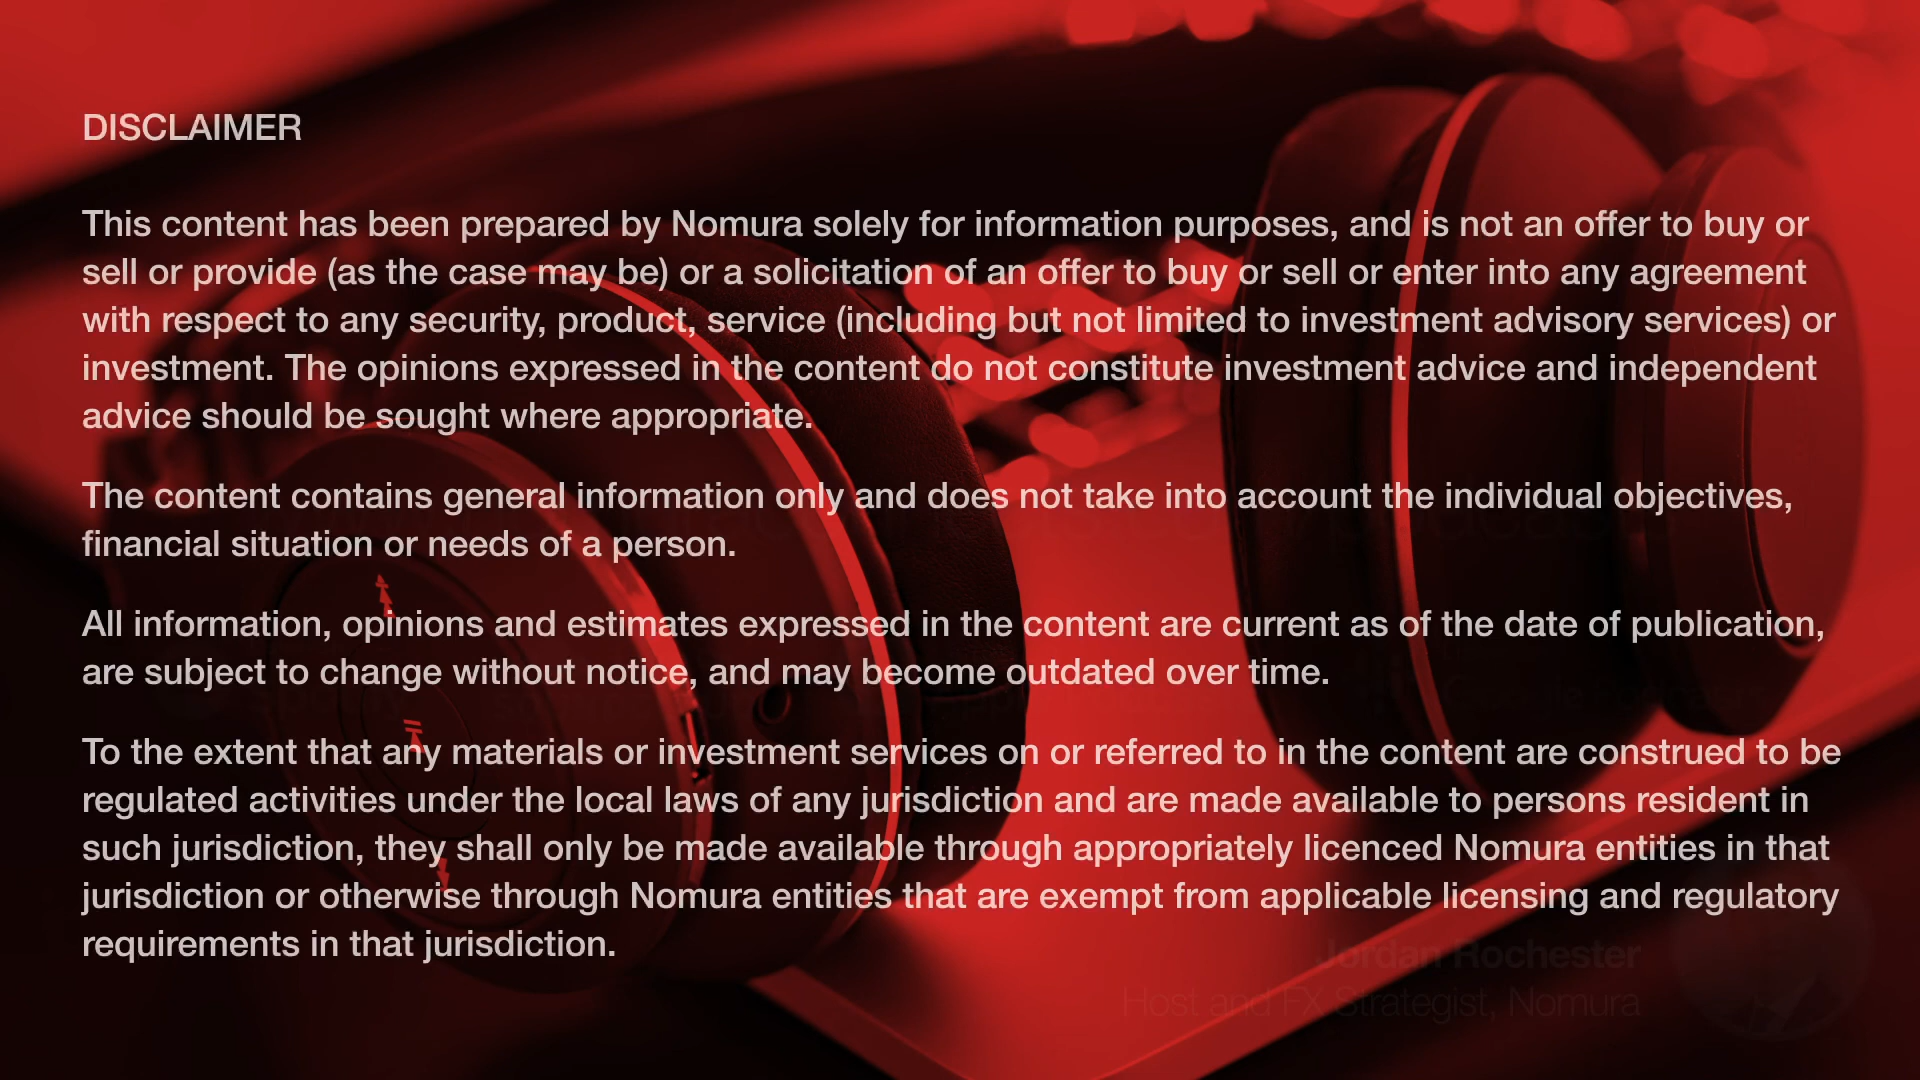 DISCLAIMER
This content has been prepared by Nomura solely for information purposes, and is not an offer to buy or
sell or provide (as the case may be) or a solicitation of an offer to buy or sell or enter into any agreement
with respect to any security, product, service (including but not limited to investment advisory services) or
investment. The opinions expressed in the content do not constitute investment advice and independent
advice should be sought where appropriate.
The content contains general information only and does not take into account the individual objectives,
financial situation or needs of a person.
All information, opinions and estimates expressed in the content are current as of the date of publication,
are subject to change without notice, and may become outdated over time.
To the extent that any materials or investment services on or referred to in the content are construed to be
regulated activities under the local laws of any jurisdiction and are made available to persons resident in
such jurisdiction, they shall only be made available through appropriately licenced Nomura entities in that
jurisdiction or otherwise through Nomura entities that are exempt from applicable licensing and regulatory
requirements in that jurisdiction.
Jordan Rochester
Host and FX Strategist, Nomura